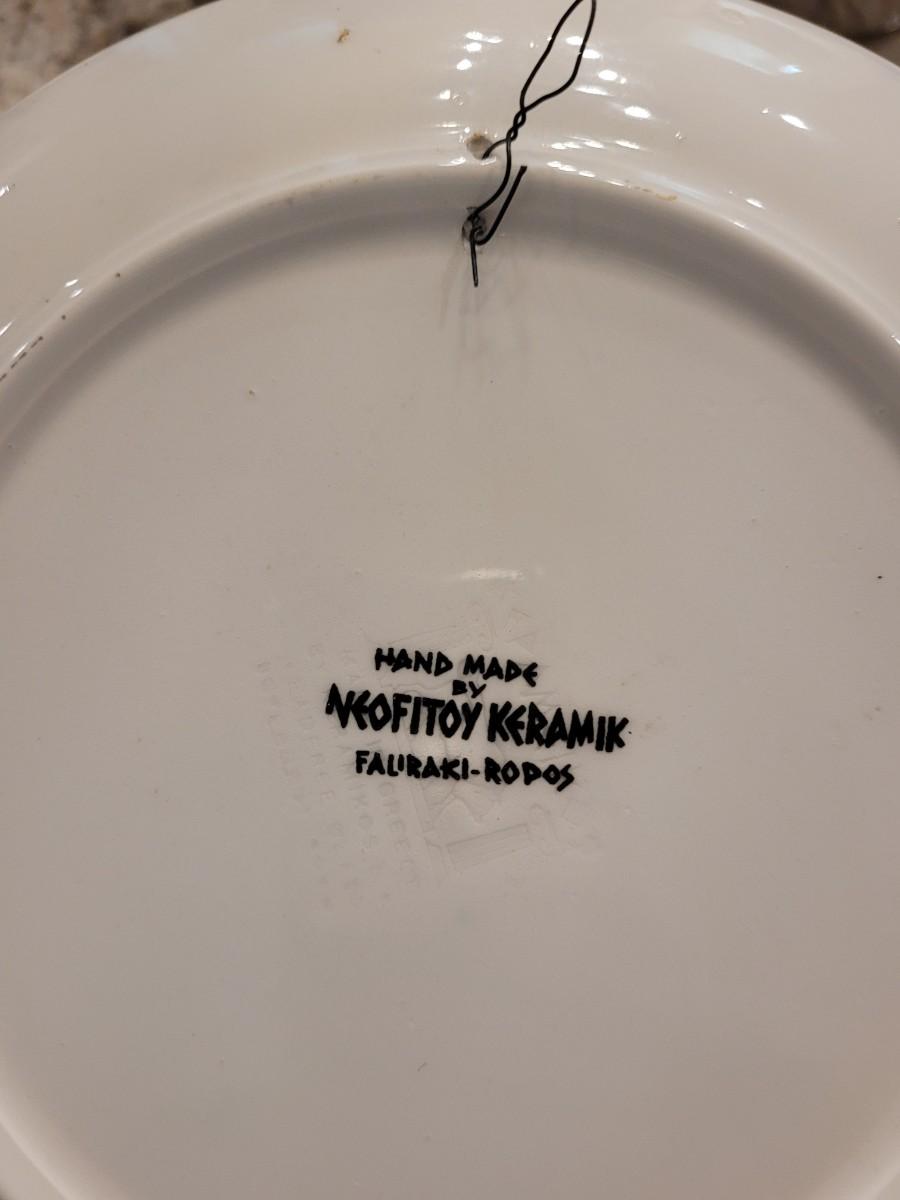 HAND MADE
BY
NEOFITOY KERAMIK
FALIRAKI-RODOS